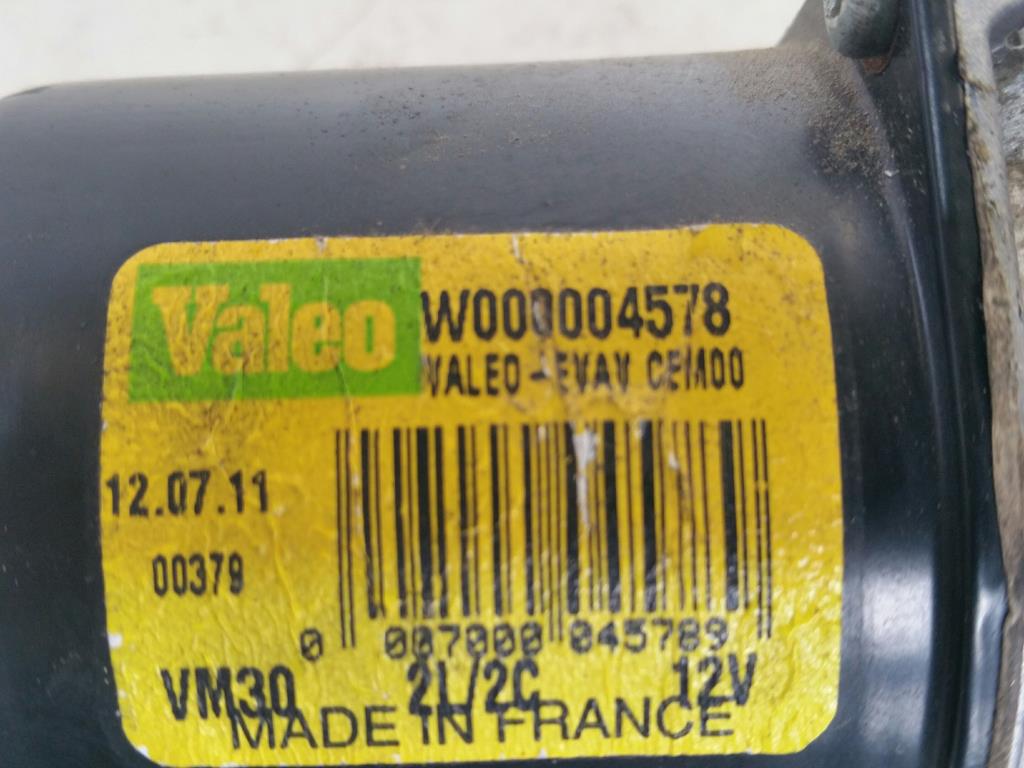 Valeo
W000004578
VALEO-EVAV CEM00
12.07.11
00379
0 007000 045789
VM30 2L/2C 12V
MADE IN FRANCE